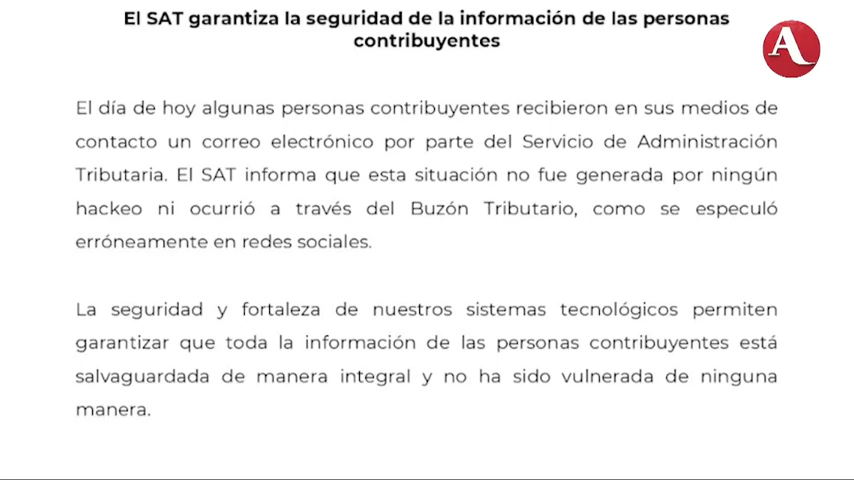 El SAT garantiza la seguridad de la información de las personas
contribuyentes
A
El día de hoy algunas personas contribuyentes recibieron en sus medios de
contacto un correo electrónico por parte del Servicio de Administración
Tributaria. El SAT informa que esta situación no fue generada por ningún
hackeo ni ocurrió a través del Buzón Tributario, como se especuló
erróneamente en redes sociales.
La seguridad y fortaleza de nuestros sistemas tecnológicos permiten
garantizar que toda la información de las personas contribuyentes está
salvaguardada de manera integral y no ha sido vulnerada de ninguna
manera.